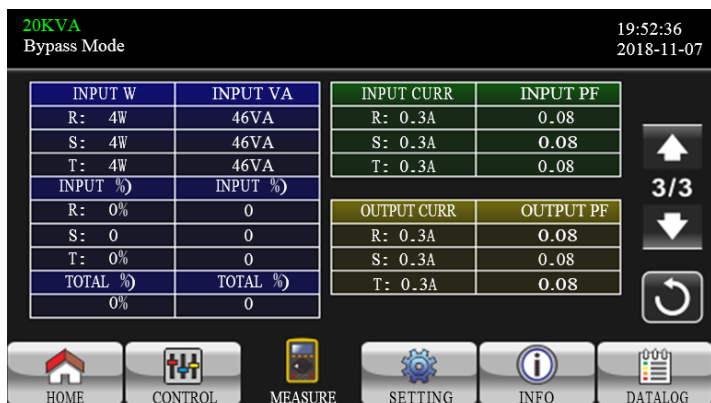 20KVA
19:52:36
Bypass Mode
2018-11-07
INPUT W INPUT VA
R: 4W 46VA
S: 4W 46VA
T: 4W 46VA
INPUT %) INPUT %)
R: 0% 0
S: 0 0
T: 0% 0
TOTAL %) TOTAL %)
0% 0
INPUT CURR INPUT PF
R: 0.3A 0.08
S: 0.3A 0.08
T: 0.3A 0.08
OUTPUT CURR OUTPUT PF
R: 0.3A 0.08
S: 0.3A 0.08
T: 0.3A 0.08
3/3
HOME CONTROL MEASURE SETTING INFO DATALOG